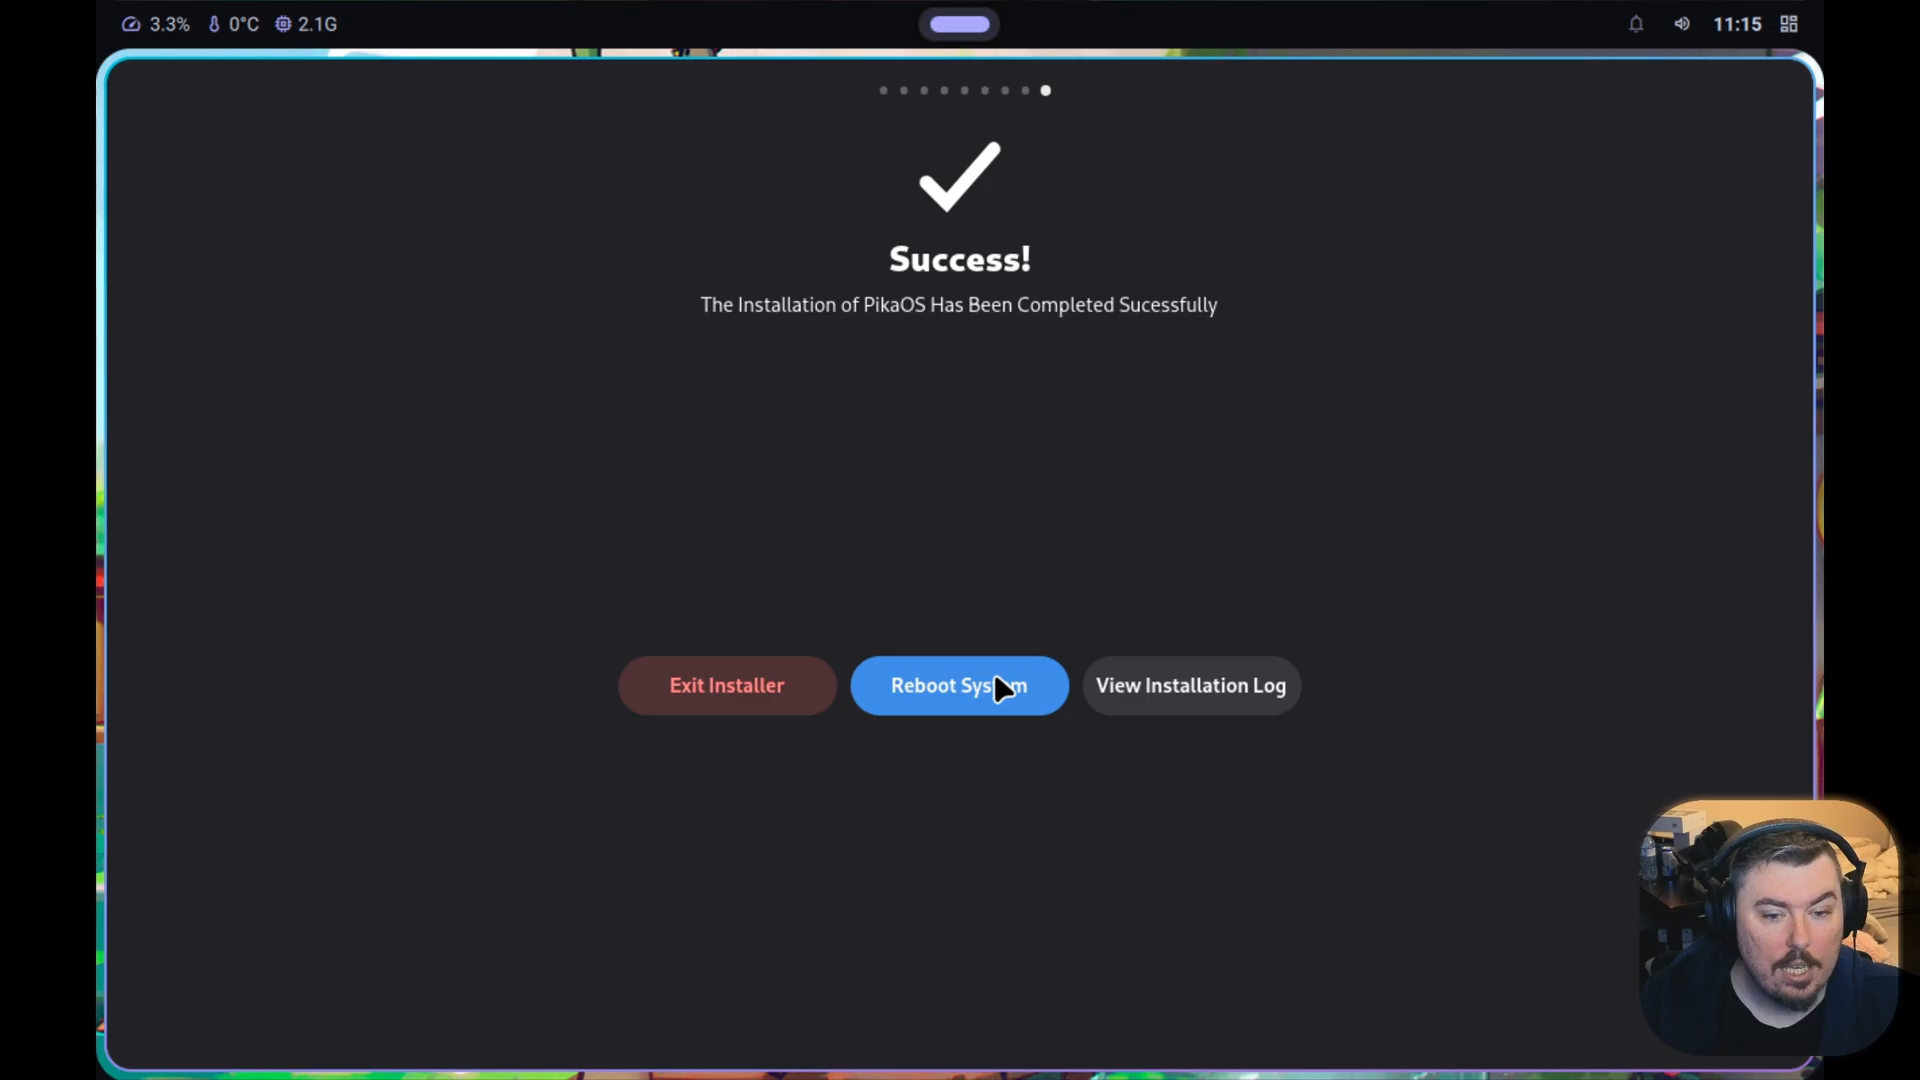 3.3% 0°C 2.1G 11:15
Success!
The Installation of PikaOS Has Been Completed Sucessfully
Exit Installer Reboot System View Installation Log